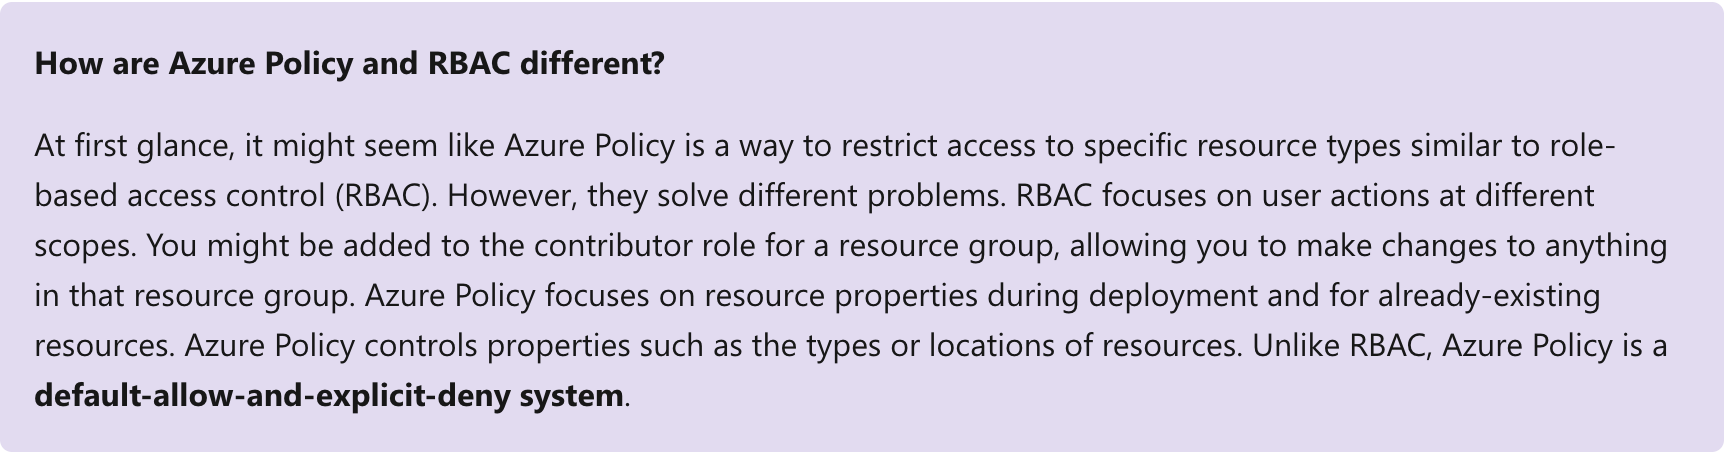 How are Azure Policy and RBAC different?
At first glance, it might seem like Azure Policy is a way to restrict access to specific resource types similar to role-
based access control (RBAC). However, they solve different problems. RBAC focuses on user actions at different
scopes. You might be added to the contributor role for a resource group, allowing you to make changes to anything
in that resource group. Azure Policy focuses on resource properties during deployment and for already-existing
resources. Azure Policy controls properties such as the types or locations of resources. Unlike RBAC, Azure Policy is a
default-allow-and-explicit-deny system.